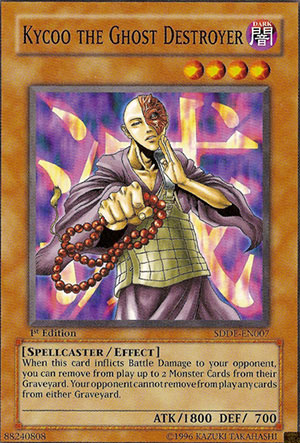 KYCOO THE GHOST DESTROYER
DARK
闇
1st Edition
SDDE-EN007
[SPELLCASTER / EFFECT]
When this card inflicts Battle Damage to your opponent,
you can remove from play up to 2 Monster Cards from their
Graveyard. Your opponent cannot remove from play any cards
from either Graveyard.
ATK/1800 DEF/ 700
88240808
©1996 KAZUKI TAKAHASHI